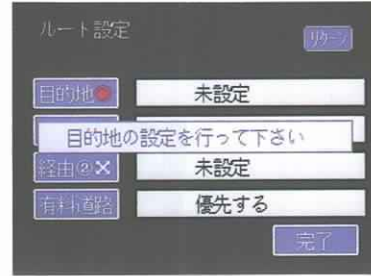 ルート設定
リターン
目的地 未設定
目的地の設定を行って下さい
経由②✕ 未設定
有料道路 優先する
完了